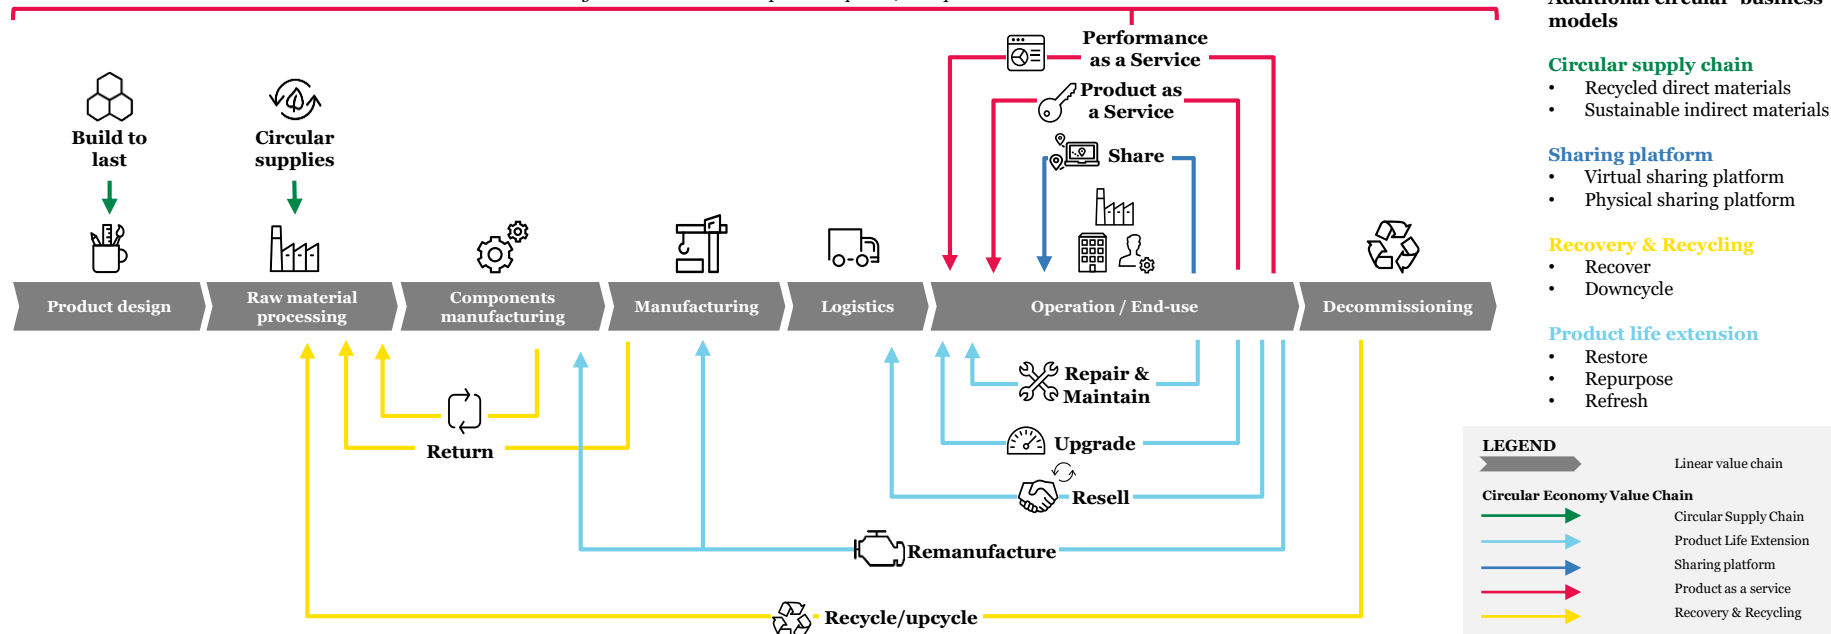 Additional circular business
models
Performance
as a Service
Product as
a Service
Share
Build to
last
Circular
supplies
Product design
Raw material
processing
Components
manufacturing
Manufacturing
Logistics
Operation / End-use
Decommissioning
Repair &
Maintain
Upgrade
Resell
Return
Remanufacture
Recycle/upcycle
Circular supply chain
• Recycled direct materials
• Sustainable indirect materials
Sharing platform
• Virtual sharing platform
• Physical sharing platform
Recovery & Recycling
• Recover
• Downcycle
Product life extension
• Restore
• Repurpose
• Refresh
LEGEND
Linear value chain
Circular Economy Value Chain
Circular Supply Chain
Product Life Extension
Sharing platform
Product as a service
Recovery & Recycling